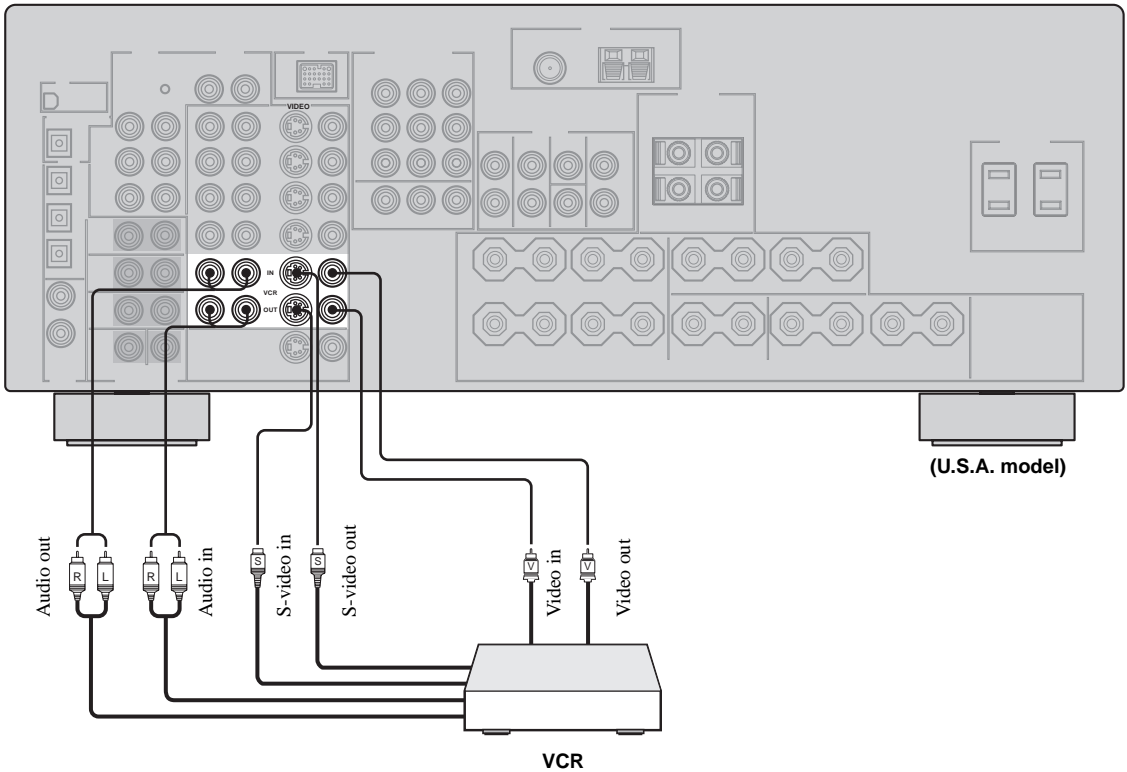 VIDEO
IN
VCR
OUT
(U.S.A. model)
Audio out
R
L
R
L
Audio in
S
S-video in
S
S-video out
V
Video in
V
Video out
VCR